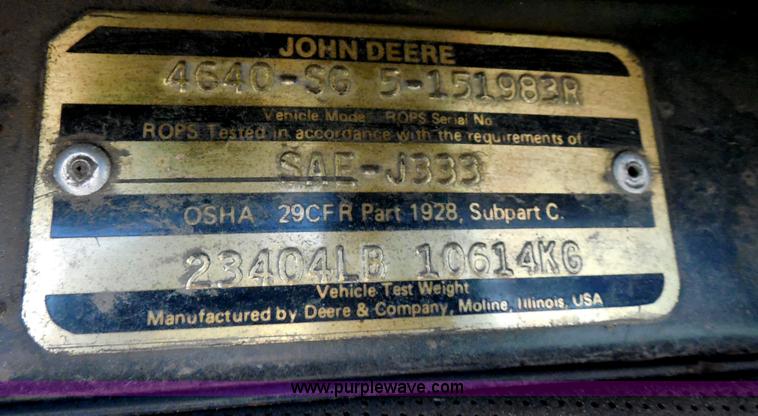 JOHN DEERE
4640-SG 5-151983R
Vehicle Model ROPS Serial No.
ROPS Tested in accordance with the requirements of
SAE-J333
OSHA 29CFR Part 1928, Subpart C.
23404LB 10614KG
Vehicle Test Weight
Manufactured by Deere & Company, Moline, Illinois, USA
www.purplewave.com